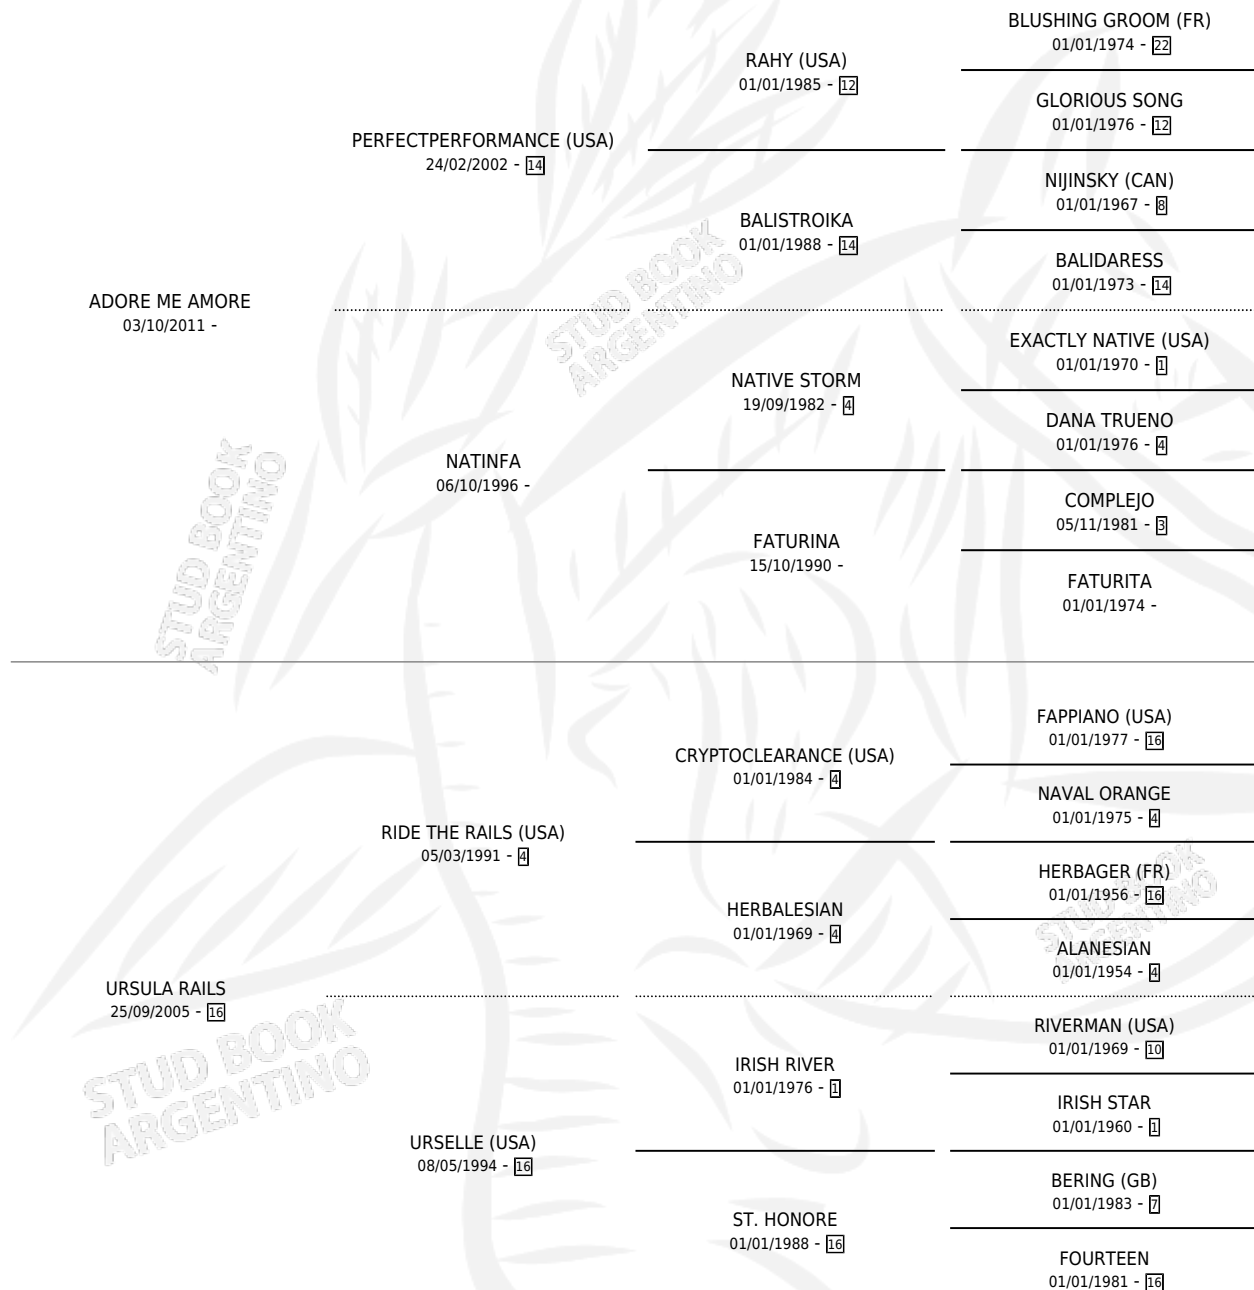 BLUSHING GROOM (FR)
01/01/1974 - 22
RAHY (USA)
01/01/1985 - 12
GLORIOUS SONG
01/01/1976 - 12
PERFECTPERFORMANCE (USA)
24/02/2002 - 14
NIJINSKY (CAN)
01/01/1967 - 8
BALISTROIKA
01/01/1988 - 14
BALIDARESS
01/01/1973 - 14
ADORE ME AMORE
03/10/2011 -
EXACTLY NATIVE (USA)
01/01/1970 - 1
NATIVE STORM
19/09/1982 - 4
DANA TRUENO
01/01/1976 - 4
NATINFA
06/10/1996 -
COMPLEJO
05/11/1981 - 3
FATURINA
15/10/1990 -
FATURITA
01/01/1974 -
FAPPIANO (USA)
01/01/1977 - 16
CRYPTOCLEARANCE (USA)
01/01/1984 - 4
NAVAL ORANGE
01/01/1975 - 4
RIDE THE RAILS (USA)
05/03/1991 - 4
HERBAGER (FR)
01/01/1956 - 16
HERBALESIAN
01/01/1969 - 4
ALANESIAN
01/01/1954 - 4
URSULA RAILS
25/09/2005 - 16
RIVERMAN (USA)
01/01/1969 - 10
IRISH RIVER
01/01/1976 - 1
IRISH STAR
01/01/1960 - 1
URSELLE (USA)
08/05/1994 - 16
BERING (GB)
01/01/1983 - 7
ST. HONORE
01/01/1988 - 16
FOURTEEN
01/01/1981 - 16
STUD BOOK
ARGENTINO
STUD BOOK
ARGENTINO
STUD BOOK
ARGENTINO
STUD BOOK
ARGENTINO